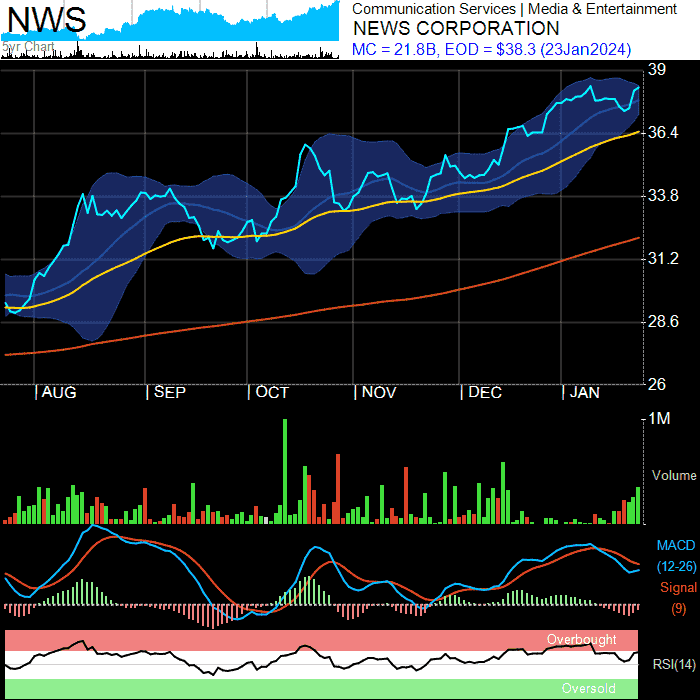 NWS
5yr Chart
Communication Services | Media & Entertainment
NEWS CORPORATION
MC = 21.8B, EOD = $38.3 (23Jan2024)
39
36.4
33.8
31.2
28.6
26
| AUG | SEP | OCT | NOV | DEC | JAN
1M
Volume
MACD
(12-26)
Signal
(9)
Overbought
RSI(14)
Oversold